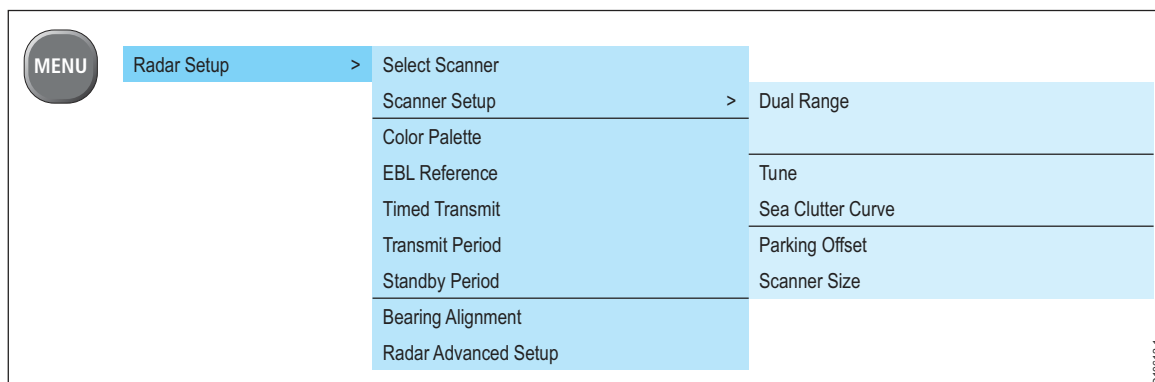 MENU
Radar Setup >
Select Scanner
Scanner Setup >
Color Palette
EBL Reference
Timed Transmit
Transmit Period
Standby Period
Bearing Alignment
Radar Advanced Setup
Dual Range
Tune
Sea Clutter Curve
Parking Offset
Scanner Size